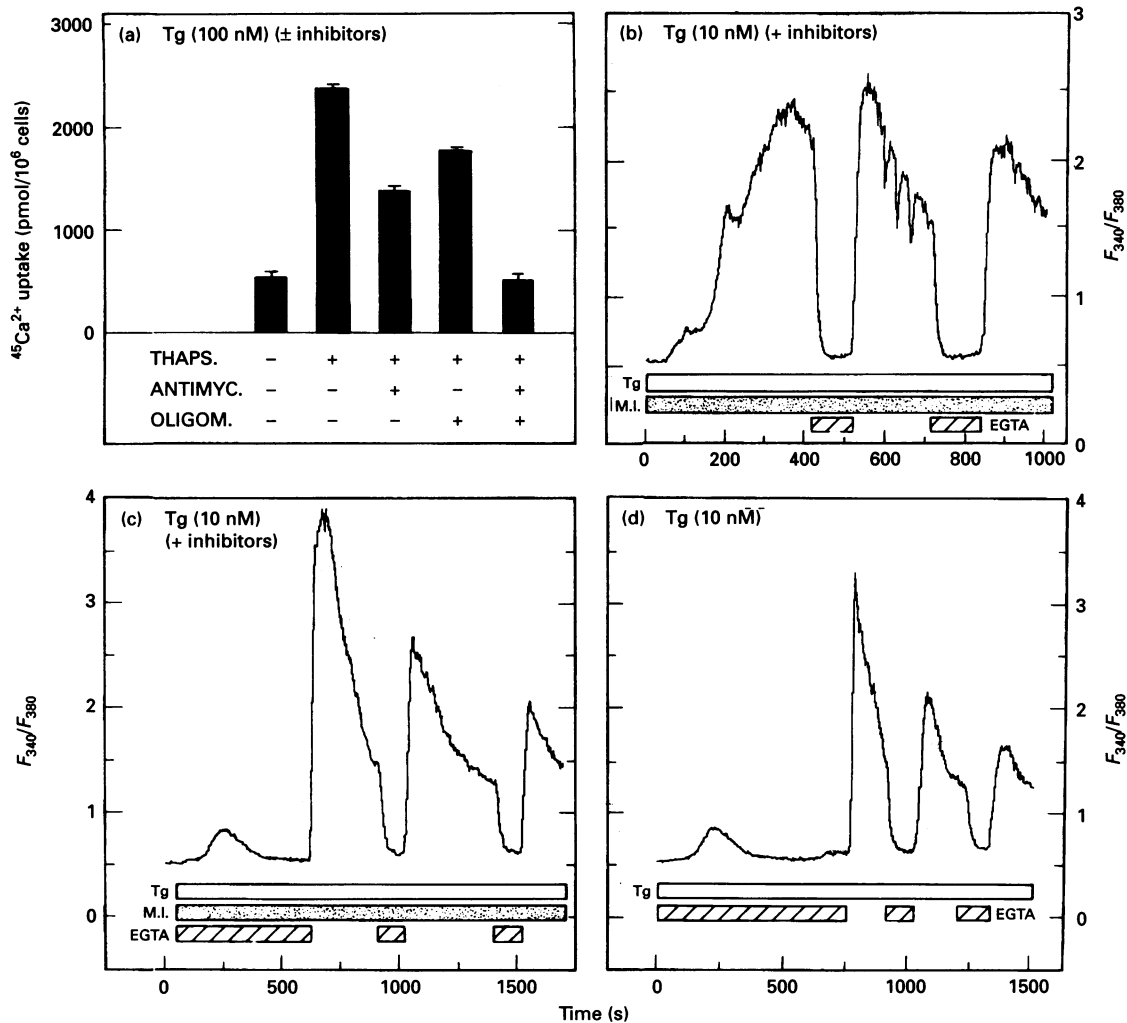 (a) Tg (100 nM) (± inhibitors)
3000
2000
1000
0
⁴⁵Ca²⁺ uptake (pmol/10⁶ cells)
THAPS. – + + + +
ANTIMYC. – – + – +
OLIGOM. – – – + +
(b) Tg (10 nM) (+ inhibitors)
3
2
1
0
F₃₄₀/F₃₈₀
Tg
M.I.
EGTA
0 200 400 600 800 1000
(c) Tg (10 nM)
(+ inhibitors)
4
3
2
1
0
F₃₄₀/F₃₈₀
Tg
M.I.
EGTA
0 500 1000 1500
(d) Tg (10 nM)
4
3
2
1
0
F₃₄₀/F₃₈₀
Tg
EGTA
0 500 1000 1500
Time (s)